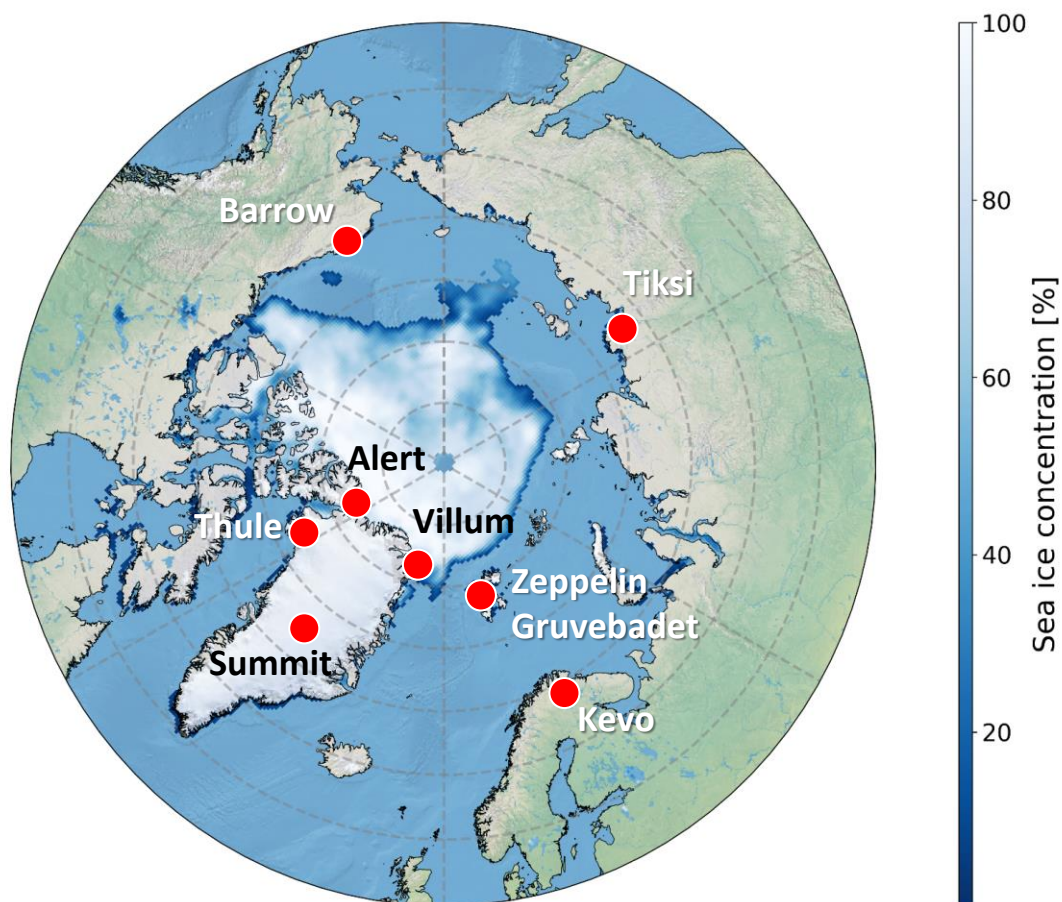 100
Barrow
80
Tiksi
60
Alert
Thule
Villum
40
Zeppelin
Gruvebadet
Summit
Kevo
20
Sea ice concentration [%]